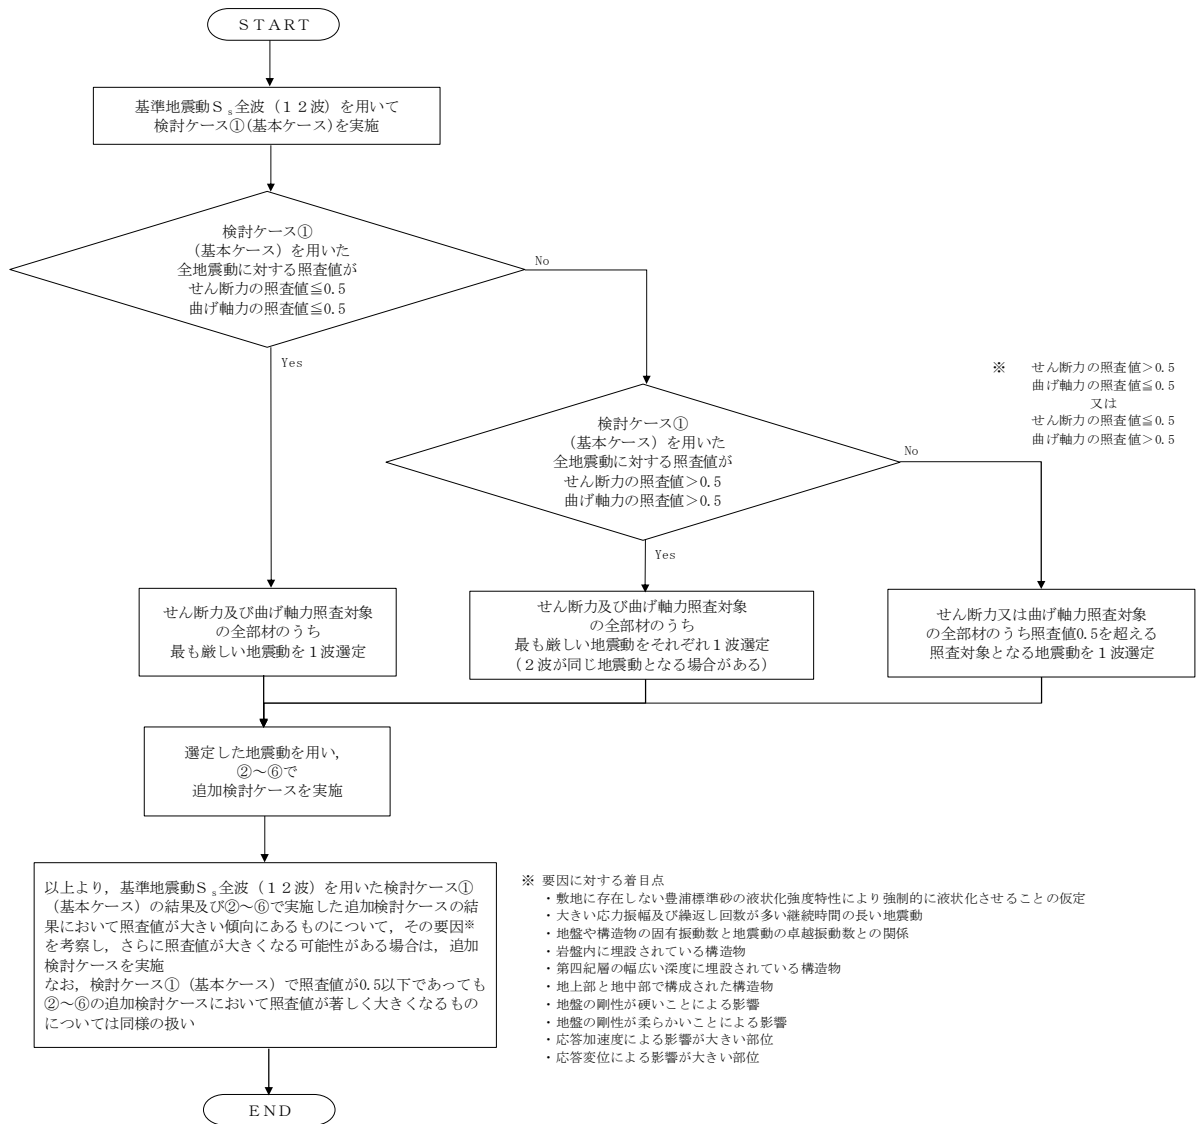 ＳＴＡＲＴ
基準地震動Ｓs全波（１２波）を用いて
検討ケース①(基本ケース)を実施
検討ケース①
（基本ケース）を用いた
全地震動に対する照査値が
せん断力の照査値≦0.5
曲げ軸力の照査値≦0.5
No
Yes
※　せん断力の照査値＞0.5
曲げ軸力の照査値≦0.5
又は
せん断力の照査値≦0.5
曲げ軸力の照査値＞0.5
検討ケース①
（基本ケース）を用いた
全地震動に対する照査値が
せん断力の照査値＞0.5
曲げ軸力の照査値＞0.5
No
Yes
せん断力及び曲げ軸力照査対象
の全部材のうち
最も厳しい地震動を１波選定
せん断力及び曲げ軸力照査対象
の全部材のうち
最も厳しい地震動をそれぞれ１波選定
（２波が同じ地震動となる場合がある）
せん断力又は曲げ軸力照査対象
の全部材のうち照査値0.5を超える
照査対象となる地震動を１波選定
選定した地震動を用い，
②～⑥で
追加検討ケースを実施
以上より，基準地震動Ｓs全波（１２波）を用いた検討ケース①
（基本ケース）の結果及び②～⑥で実施した追加検討ケースの結
果において照査値が大きい傾向にあるものについて，その要因※
を考察し，さらに照査値が大きくなる可能性がある場合は，追加
検討ケースを実施
なお，検討ケース①（基本ケース）で照査値が0.5以下であっても
②～⑥の追加検討ケースにおいて照査値が著しく大きくなるもの
については同様の扱い
※ 要因に対する着目点
・敷地に存在しない豊浦標準砂の液状化強度特性により強制的に液状化させることの仮定
・大きい応力振幅及び繰返し回数が多い継続時間の長い地震動
・地盤や構造物の固有振動数と地震動の卓越振動数との関係
・岩盤内に埋設されている構造物
・第四紀層の幅広い深度に埋設されている構造物
・地上部と地中部で構成された構造物
・地盤の剛性が硬いことによる影響
・地盤の剛性が柔らかいことによる影響
・応答加速度による影響が大きい部位
・応答変位による影響が大きい部位
ＥＮＤ